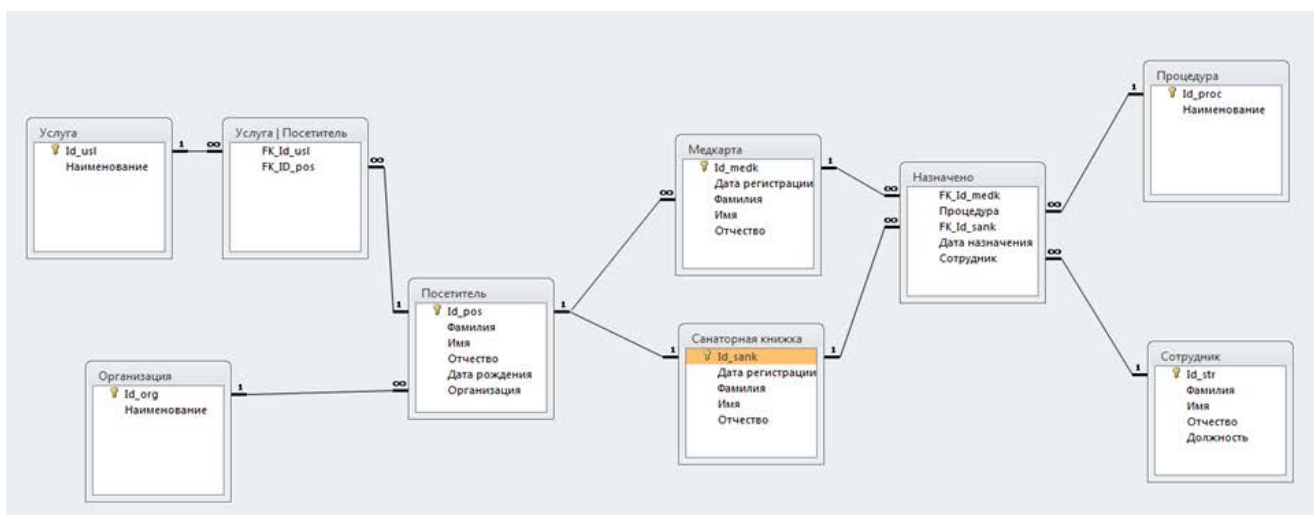 Услуга
Id_usl
Наименование
1
∞
Услуга | Посетитель
FK_Id_usl
FK_ID_pos
∞
1
Организация
Id_org
Наименование
1
∞
Посетитель
Id_pos
Фамилия
Имя
Отчество
Дата рождения
Организация
1
∞
1
Медкарта
Id_medk
Дата регистрации
Фамилия
Имя
Отчество
1
∞
Санаторная книжка
Id_sank
Дата регистрации
Фамилия
Имя
Отчество
1
∞
Назначено
FK_Id_medk
Процедура
FK_Id_sank
Дата назначения
Сотрудник
∞
1
∞
1
Процедура
Id_proc
Наименование
Сотрудник
Id_str
Фамилия
Имя
Отчество
Должность